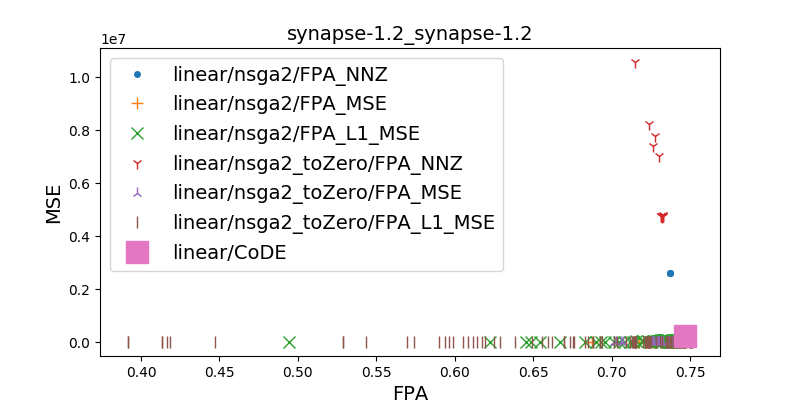 synapse-1.2_synapse-1.2
1e7
linear/nsga2/FPA_NNZ
linear/nsga2/FPA_MSE
linear/nsga2/FPA_L1_MSE
linear/nsga2_toZero/FPA_NNZ
linear/nsga2_toZero/FPA_MSE
linear/nsga2_toZero/FPA_L1_MSE
linear/CoDE
MSE
1.0
0.8
0.6
0.4
0.2
0.0
0.40 0.45 0.50 0.55 0.60 0.65 0.70 0.75
FPA